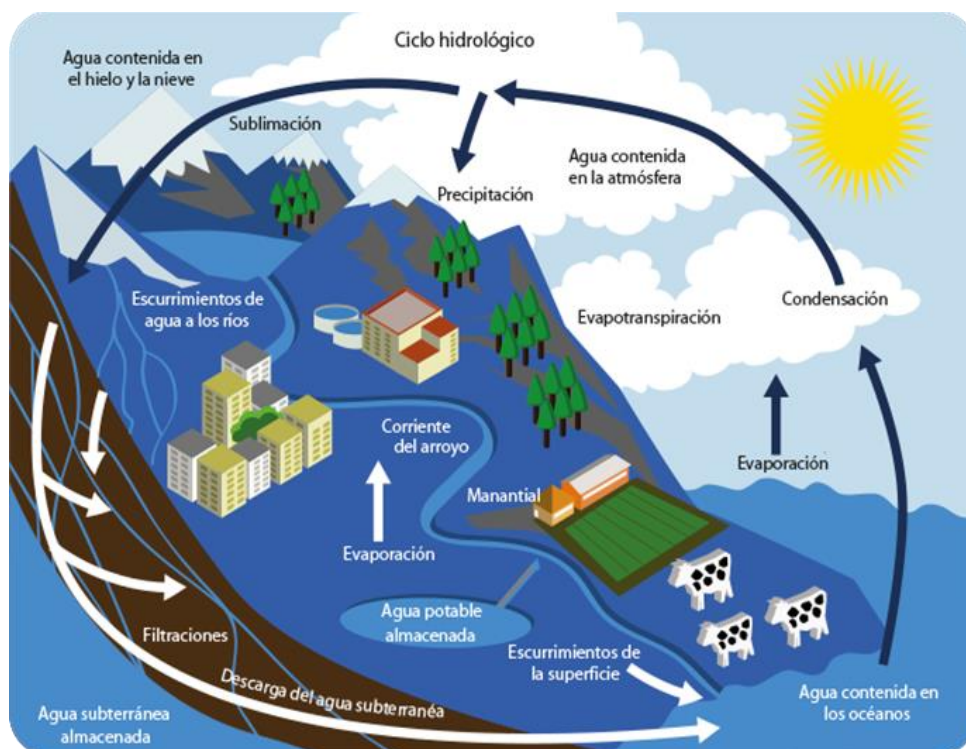 Ciclo hidrológico
Agua contenida en
el hielo y la nieve
Sublimación
Agua contenida
en la atmósfera
Precipitación
Escurrimientos de
agua a los ríos
Evapotranspiración
Condensación
Corriente
del arroyo
Evaporación
Manantial
Evaporación
Agua potable
almacenada
Filtraciones
Escurrimientos de
la superficie
Descarga del agua subterranéa
Agua contenida en
los océanos
Agua subterránea
almacenada